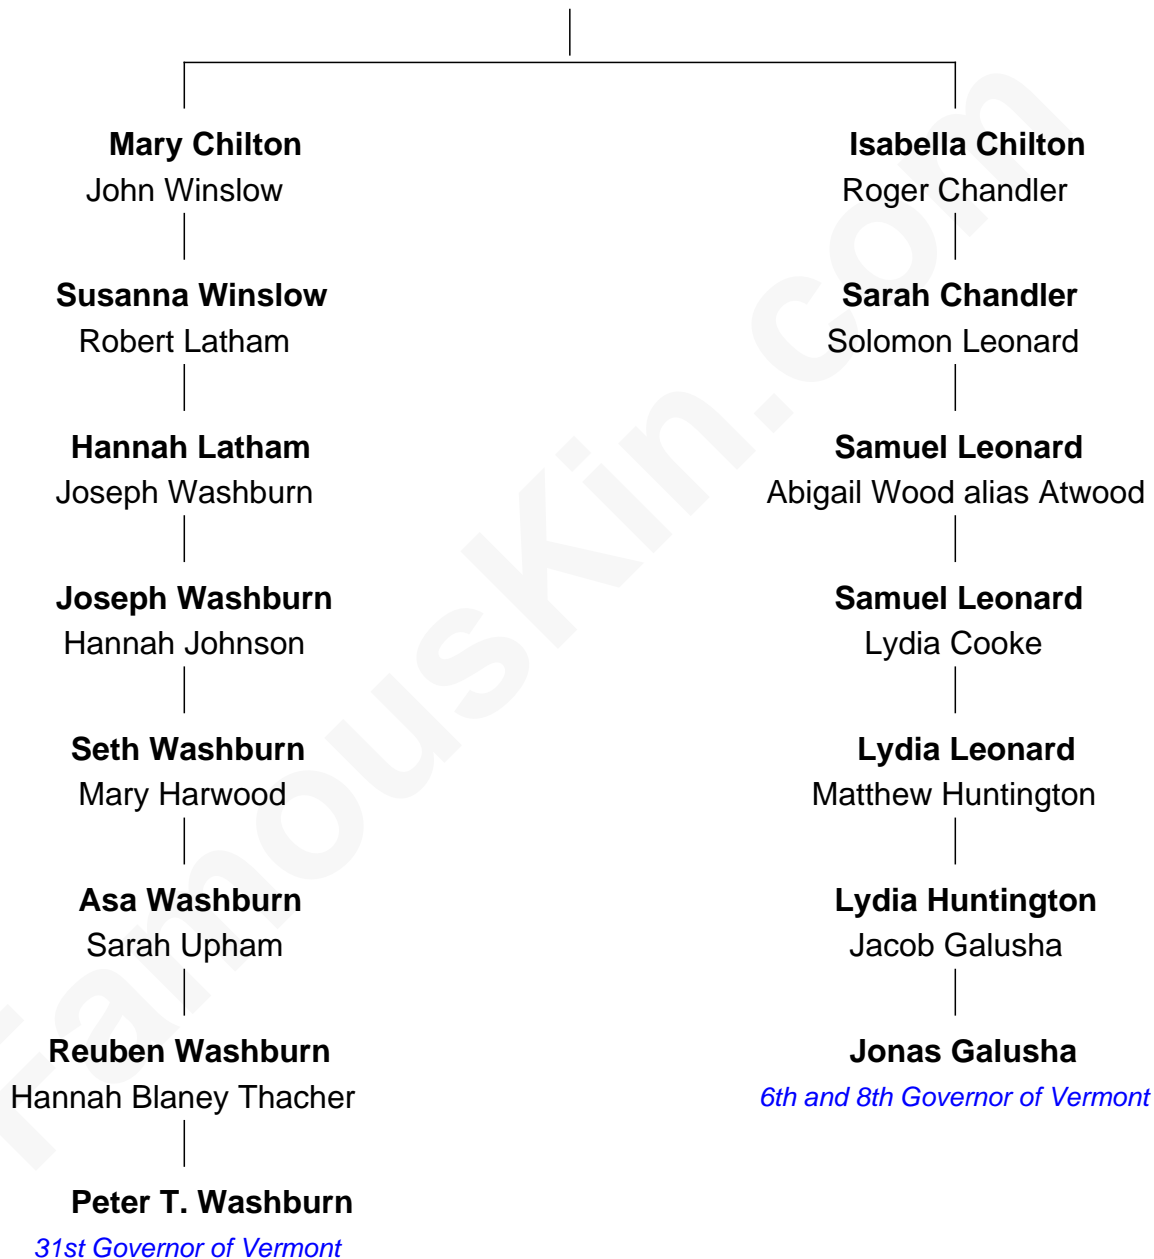 Mary Chilton
John Winslow
Susanna Winslow
Robert Latham
Hannah Latham
Joseph Washburn
Joseph Washburn
Hannah Johnson
Seth Washburn
Mary Harwood
Asa Washburn
Sarah Upham
Reuben Washburn
Hannah Blaney Thacher
Peter T. Washburn
31st Governor of Vermont
Isabella Chilton
Roger Chandler
Sarah Chandler
Solomon Leonard
Samuel Leonard
Abigail Wood alias Atwood
Samuel Leonard
Lydia Cooke
Lydia Leonard
Matthew Huntington
Lydia Huntington
Jacob Galusha
Jonas Galusha
6th and 8th Governor of Vermont
FamousKin.com